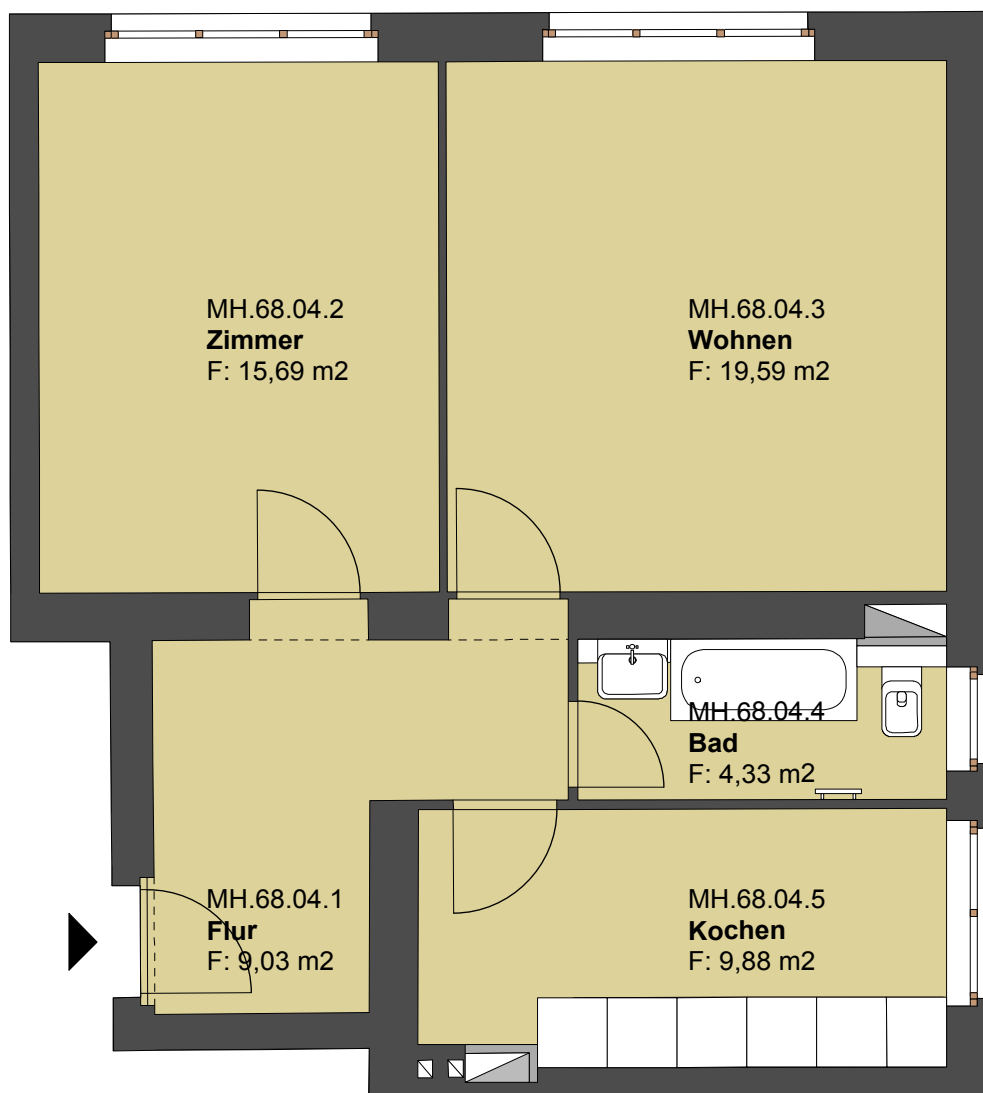 MH.68.04.2
Zimmer
F: 15,69 m2
MH.68.04.3
Wohnen
F: 19,59 m2
MH.68.04.4
Bad
F: 4,33 m2
MH.68.04.1
Flur
F: 9,03 m2
MH.68.04.5
Kochen
F: 9,88 m2